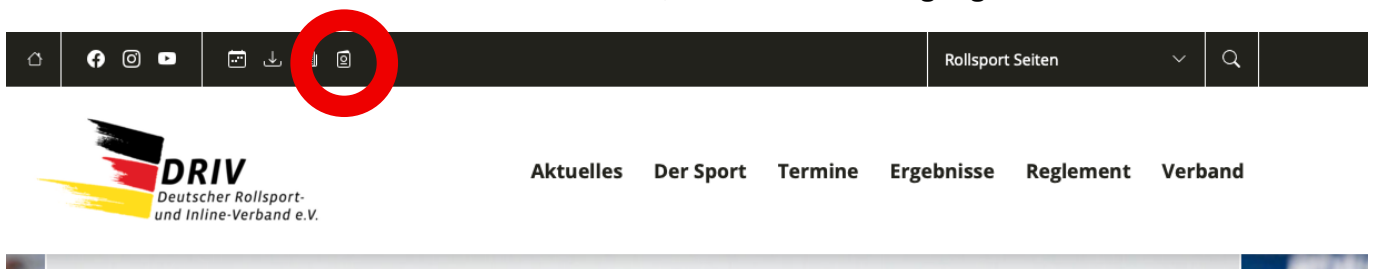 Rollsport Seiten
DRIV
Deutscher Rollsport-
und Inline-Verband e.V.
Aktuelles Der Sport Termine Ergebnisse Reglement Verband